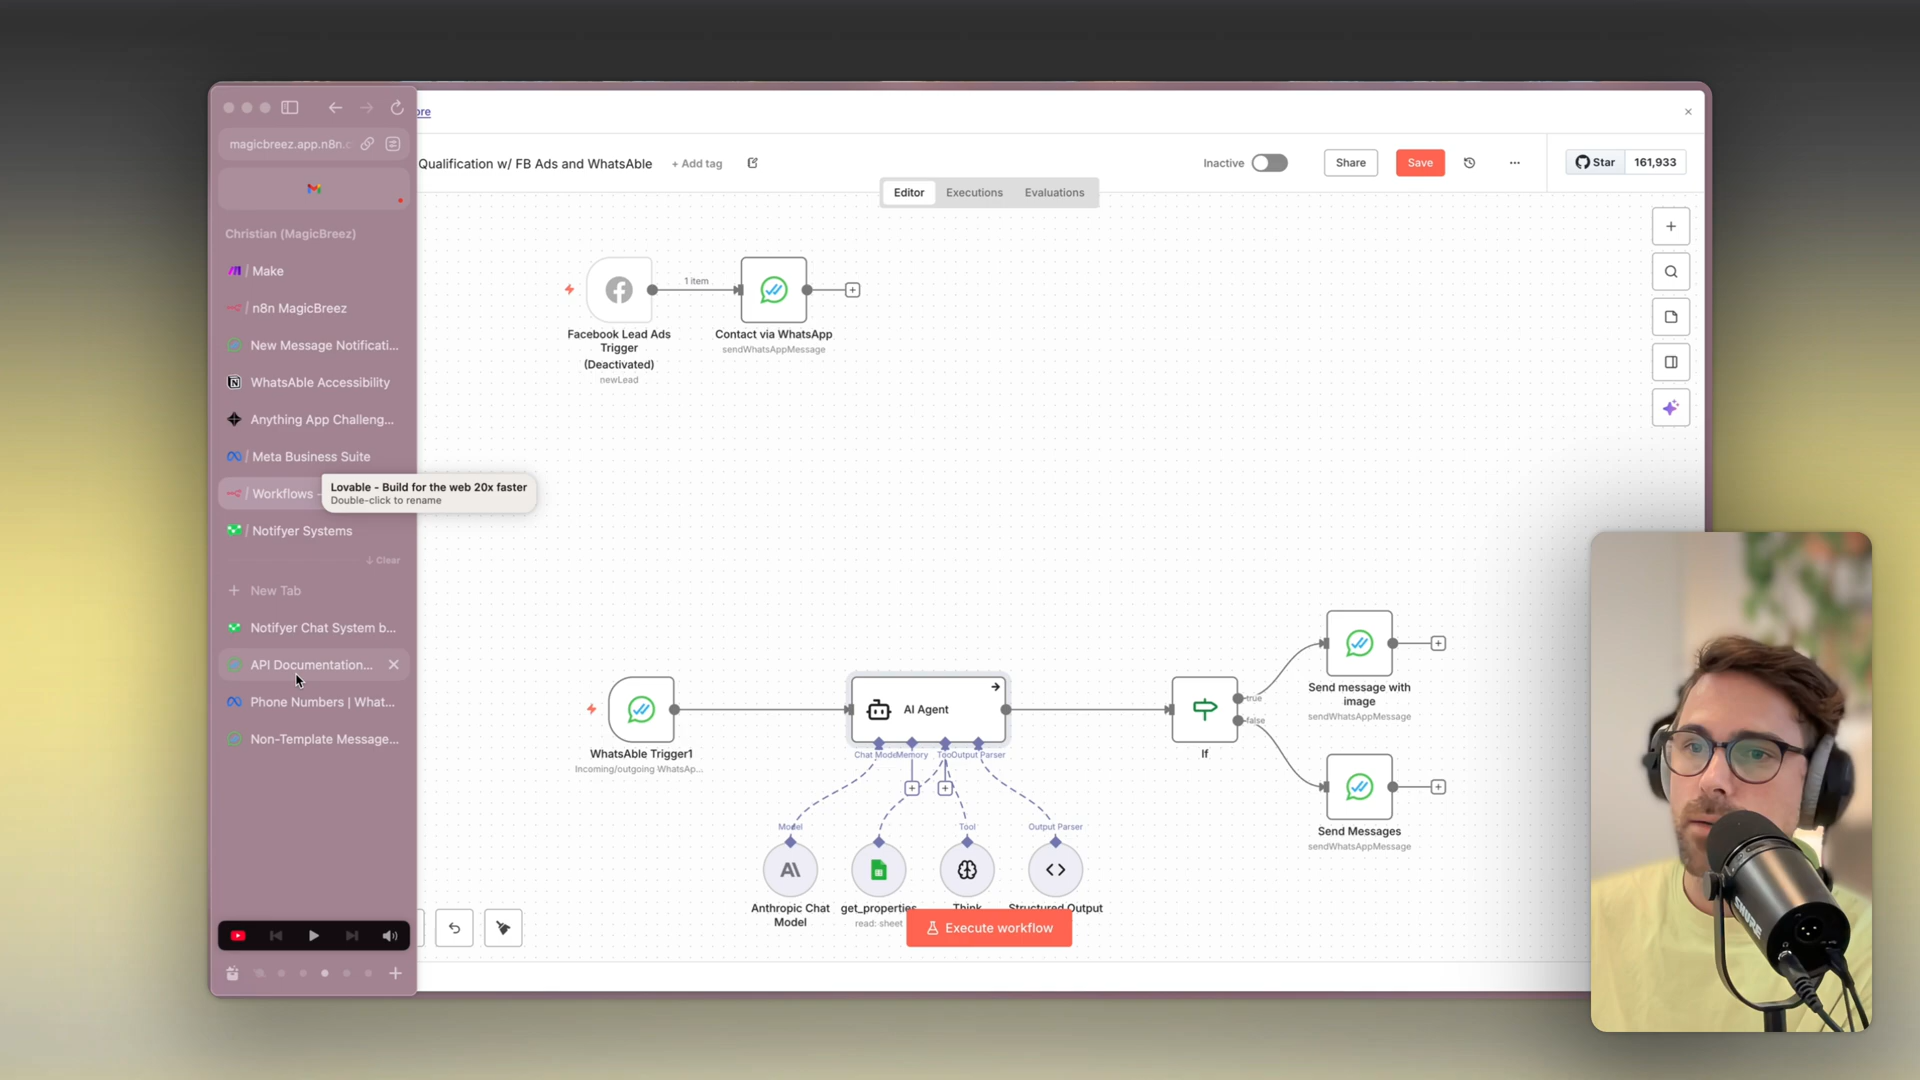 ore
magicbreez.app.n8n.c
Qualification w/ FB Ads and WhatsAble
+ Add tag
Inactive
Share
Save
Star
161,933
Editor
Executions
Evaluations
Christian (MagicBreez)
/ Make
/ n8n MagicBreez
New Message Notificati...
WhatsAble Accessibility
Anything App Challeng...
/ Meta Business Suite
/ Workflows -
Lovable - Build for the web 20x faster
Double-click to rename
/ Notifyer Systems
↓ Clear
+ New Tab
Notifyer Chat System b...
API Documentation...
Phone Numbers | What...
Non-Template Message...
1 item
Facebook Lead Ads
Trigger
(Deactivated)
newLead
Contact via WhatsApp
sendWhatsAppMessage
WhatsAble Trigger1
Incoming/outgoing WhatsAp...
AI Agent
Chat Mode
Memory
Too
Output Parser
true
false
If
Send message with
image
sendWhatsAppMessage
Send Messages
sendWhatsAppMessage
Model
Tool
Output Parser
Anthropic Chat
Model
get_properties
read: sheet
Think
Structured Output
Execute workflow
SHURE